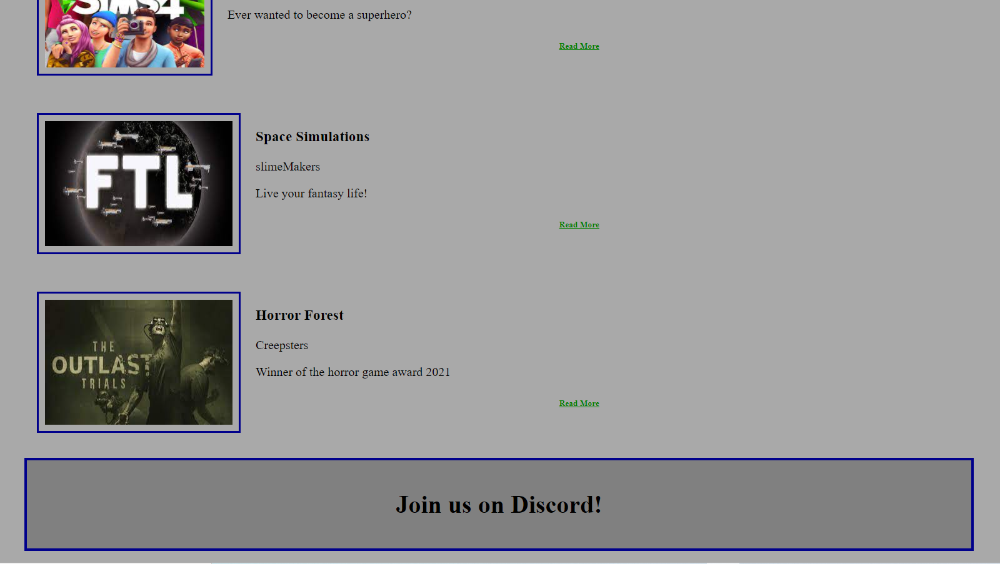 SIMS4
Ever wanted to become a superhero?
Read More
FTL
Space Simulations
slimeMakers
Live your fantasy life!
Read More
THE
OUTLAST
TRIALS
Horror Forest
Creepsters
Winner of the horror game award 2021
Read More
Join us on Discord!